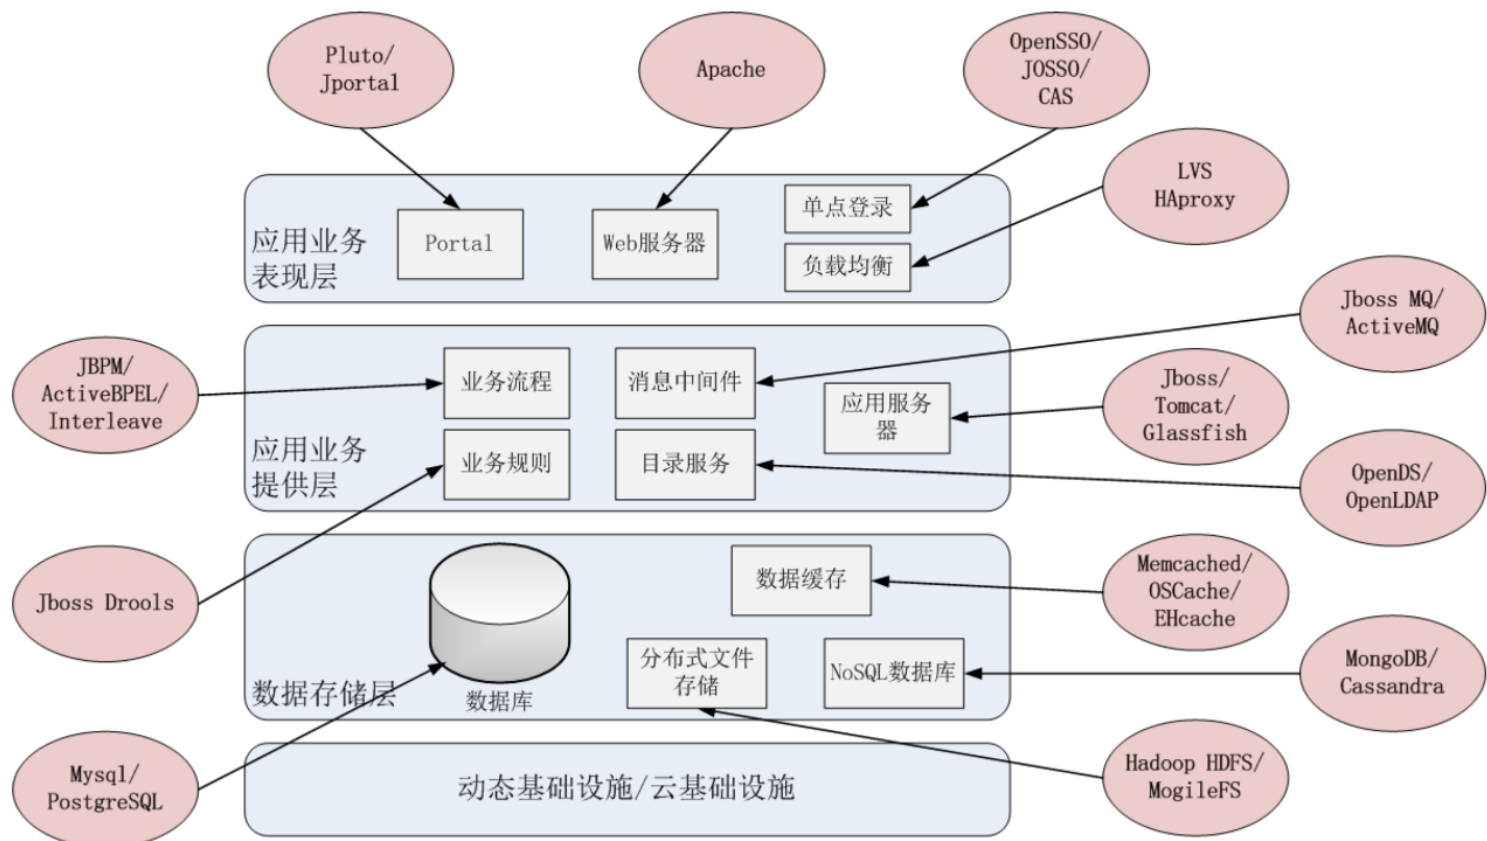 Pluto/
Jportal
Apache
OpenSSO/
JOSSO/
CAS
LVS
HAproxy
应用业务
表现层
Portal
Web服务器
单点登录
负载均衡
Jboss MQ/
ActiveMQ
JBPM/
ActiveBPEL/
Interleave
业务流程
消息中间件
应用服务
器
Jboss/
Tomcat/
Glassfish
应用业务
提供层
业务规则
目录服务
OpenDS/
OpenLDAP
Jboss Drools
数据缓存
Memcached/
OSCache/
EHcache
数据存储层
数据库
分布式文件
存储
NoSQL数据库
MongoDB/
Cassandra
Mysql/
PostgreSQL
动态基础设施/云基础设施
Hadoop HDFS/
MogileFS